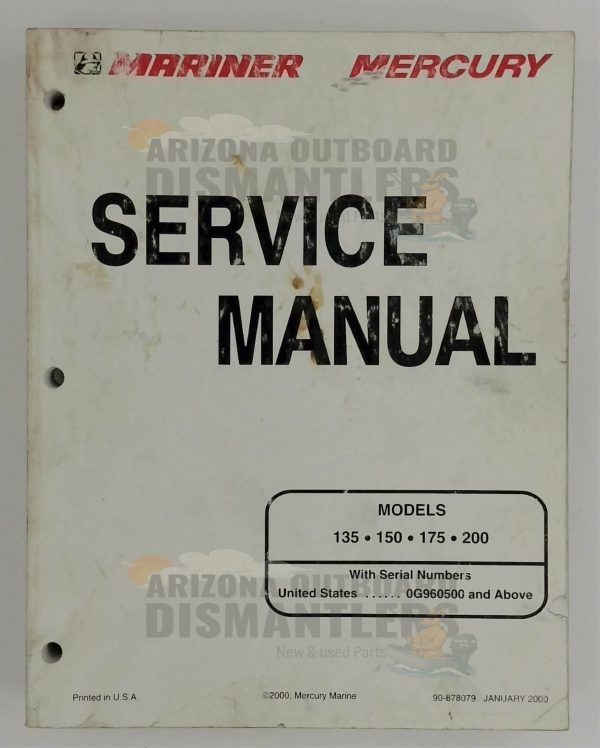 MARINER MERCURY
ARIZONA OUTBOARD
DISMANTLERS
SERVICE
MANUAL
MODELS
135 • 150 • 175 • 200
With Serial Numbers
United States ...... 0G960500 and Above
ARIZONA OUTBOARD
DISMANTLERS
New & used Parts
Printed in U.S.A. ©2000, Mercury Marine 90-878079 JANUARY 2000